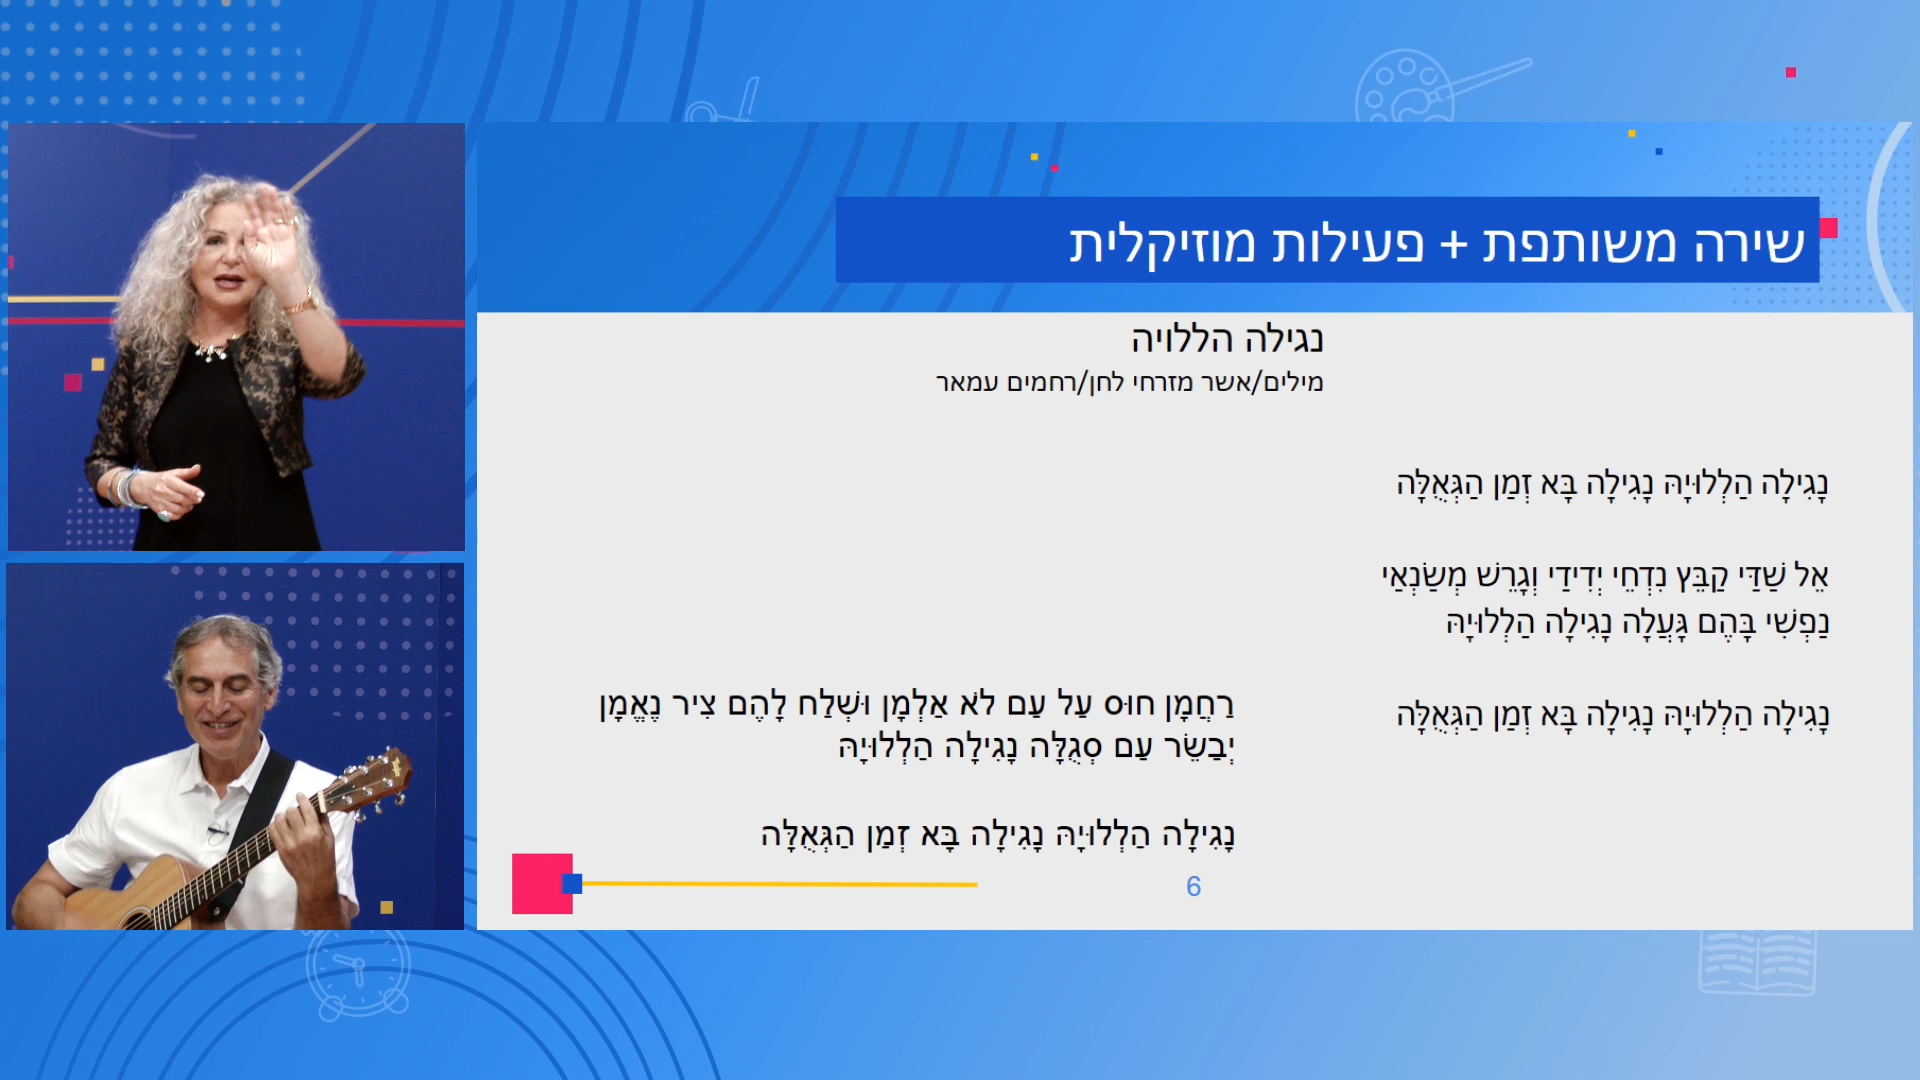 שירה משותפת + פעילות מוזיקלית
נגילה הללויה
מילים/אשר מזרחי לחן/רחמים עמאר
נָגִילָה הַלְלוּיָהּ נָגִילָה בָּא זְמַן הַגְּאֻלָּה
אֵל שַׁדַּי קַבֵּץ נִדְחֵי יְדִידַי וְגָרֵשׁ מְשַׂנְאַי
נַפְשִׁי בָּהֶם גָּעֲלָה נָגִילָה הַלְלוּיָהּ
נָגִילָה הַלְלוּיָהּ נָגִילָה בָּא זְמַן הַגְּאֻלָּה
רַחֲמָן חוּס עַל עַם לֹא אַלְמָן וּשְׁלַח לָהֶם צִיר נֶאֱמָן
יְבַשֵּׂר עַם סְגֻלָּה נָגִילָה הַלְלוּיָהּ
נָגִילָה הַלְלוּיָהּ נָגִילָה בָּא זְמַן הַגְּאֻלָּה
6